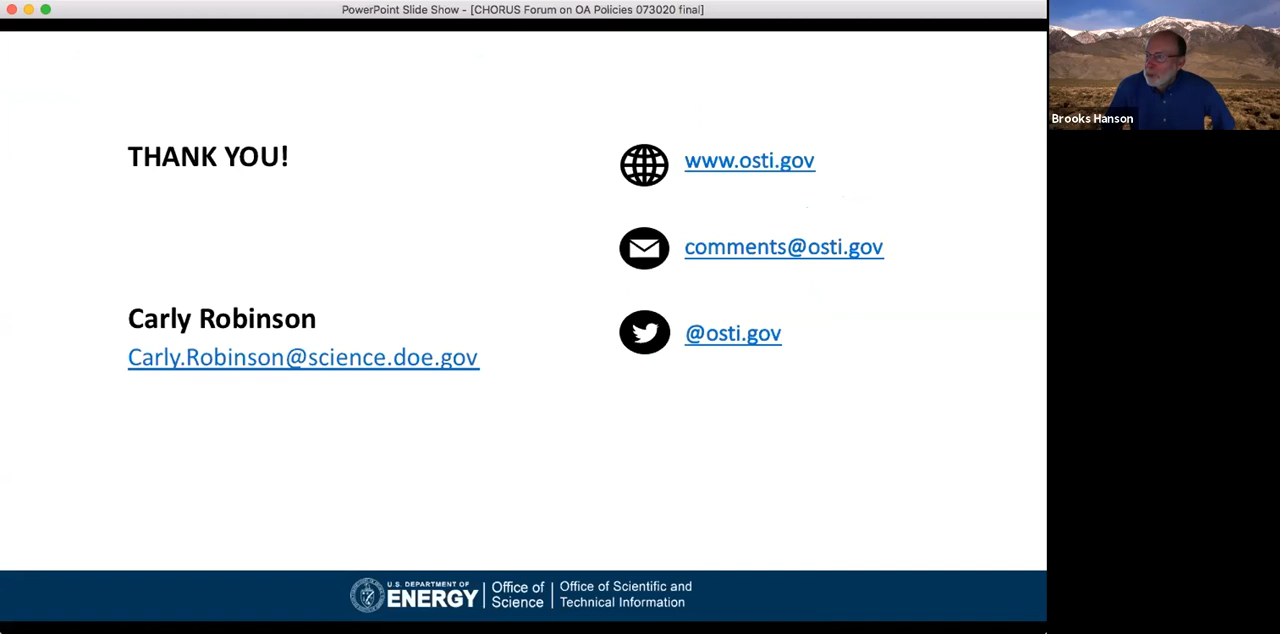 PowerPoint Slide Show - [CHORUS Forum on OA Policies 073020 final]
THANK YOU!
Carly Robinson
Carly.Robinson@science.doe.gov
www.osti.gov
comments@osti.gov
@osti.gov
Brooks Hanson
U.S. DEPARTMENT OF
ENERGY
Office of
Science
Office of Scientific and
Technical Information